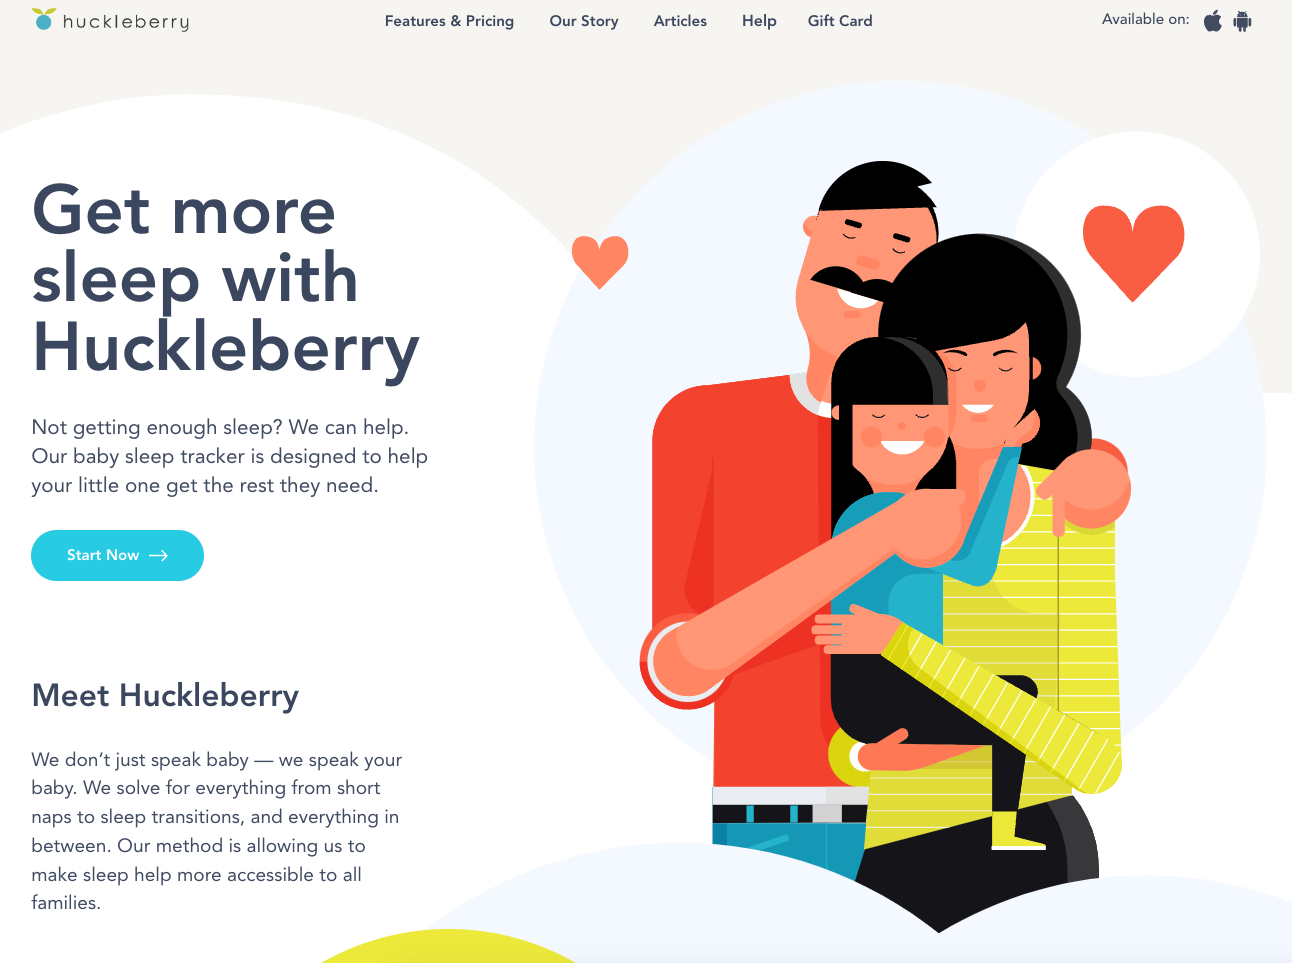 huckleberry
Features & Pricing
Our Story
Articles
Help
Gift Card
Available on:
Get more
sleep with
Huckleberry
Not getting enough sleep? We can help.
Our baby sleep tracker is designed to help
your little one get the rest they need.
Start Now
Meet Huckleberry
We don’t just speak baby — we speak your
baby. We solve for everything from short
naps to sleep transitions, and everything in
between. Our method is allowing us to
make sleep help more accessible to all
families.